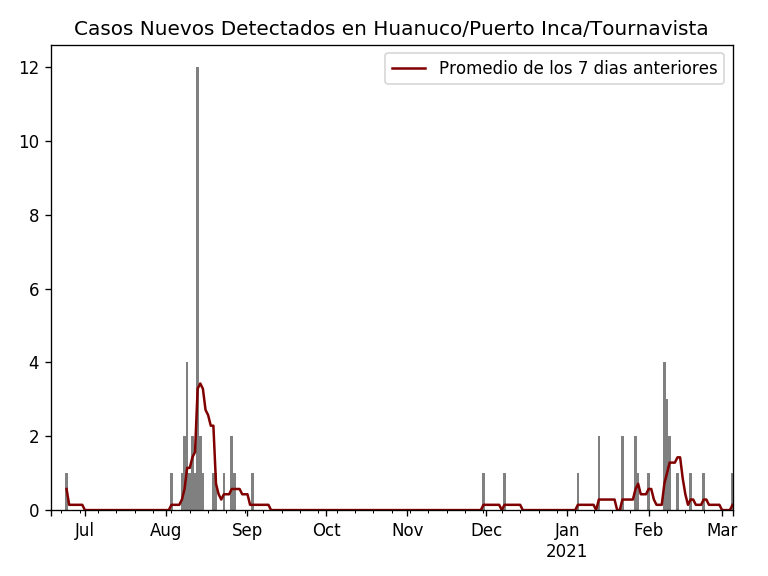 Casos Nuevos Detectados en Huanuco/Puerto Inca/Tournavista
Promedio de los 7 dias anteriores
12
10
8
6
4
2
0
Jul Aug Sep Oct Nov Dec Jan Feb Mar
2021